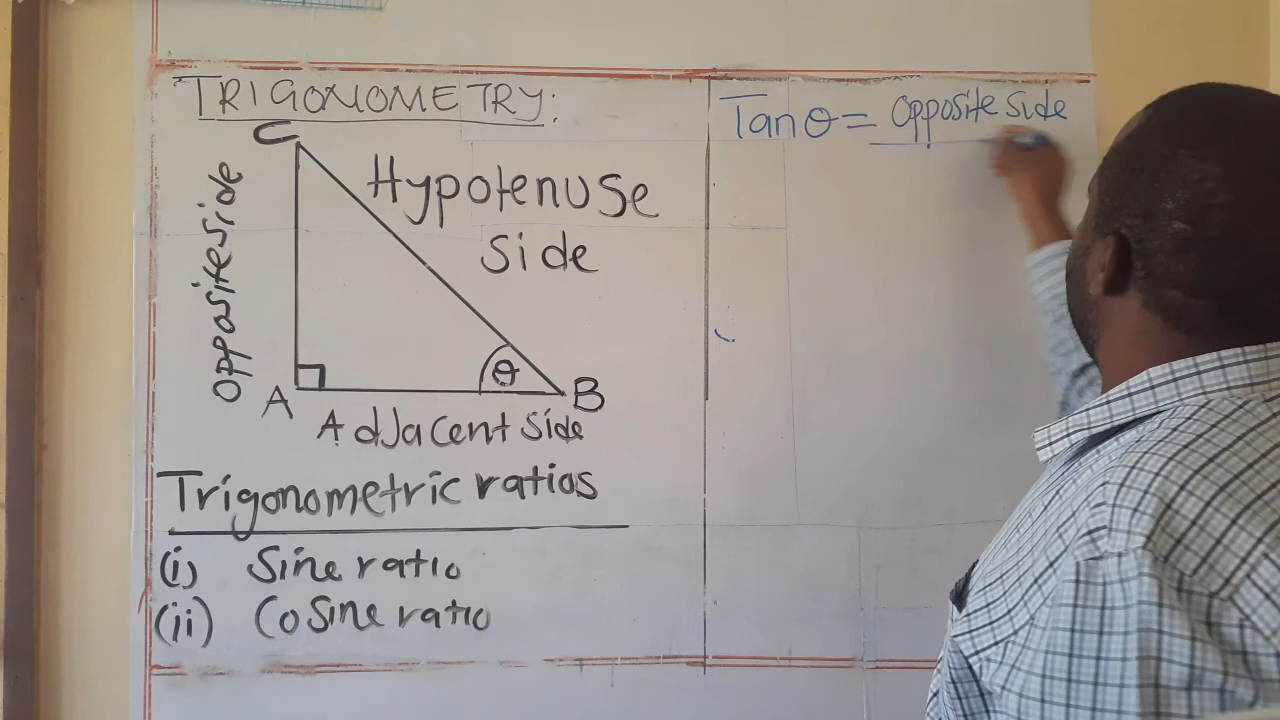 TRIGONOMETRY:
C
Opposite side
Hypotenuse
side
θ
A
B
Adjacent side
Trigonometric ratios
(i) Sine ratio
(ii) Cosine ratio
Tan θ = Opposite side